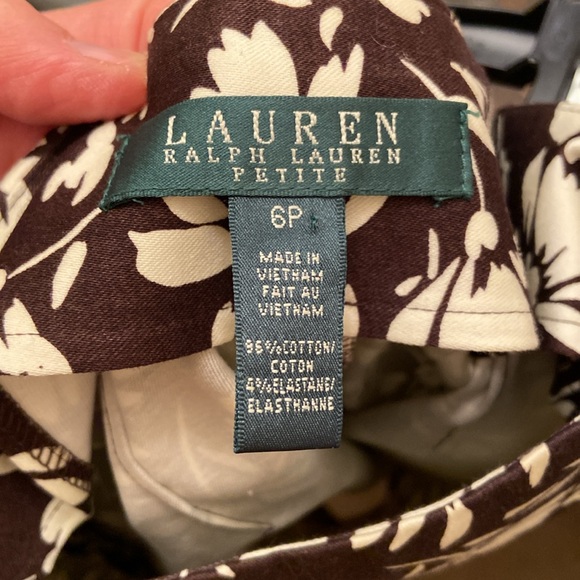 LAUREN
RALPH LAUREN
PETITE
6P
MADE IN
VIETNAM
FAIT AU
VIETNAM
96%COTTON/
COTON
4%ELASTANE/
ELASTHANNE